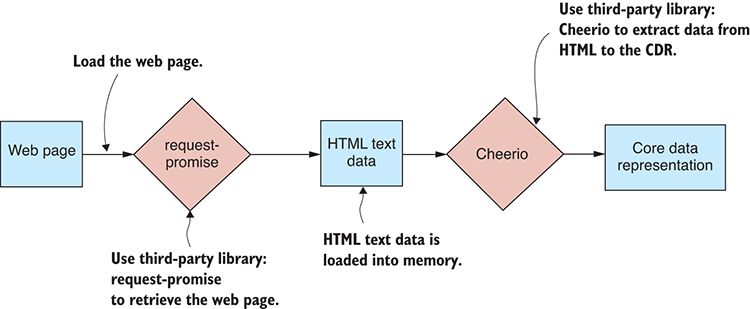 Use third-party library:
Cheerio to extract data from
HTML to the CDR.
Load the web page.
Web page
request-
promise
HTML text
data
Cheerio
Core data
representation
HTML text data is
loaded into memory.
Use third-party library:
request-promise
to retrieve the web page.